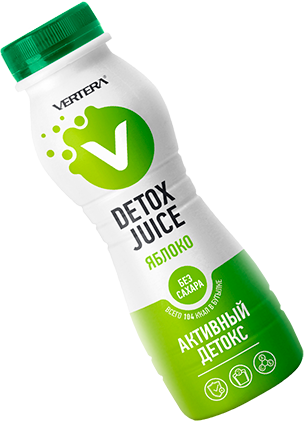 VERTERA®
V
DETOX
JUICE
ЯБЛОКО
БЕЗ
САХАРА
ВСЕГО 104 ККАЛ В БУТЫЛКЕ
АКТИВНЫЙ
ДЕТОКС